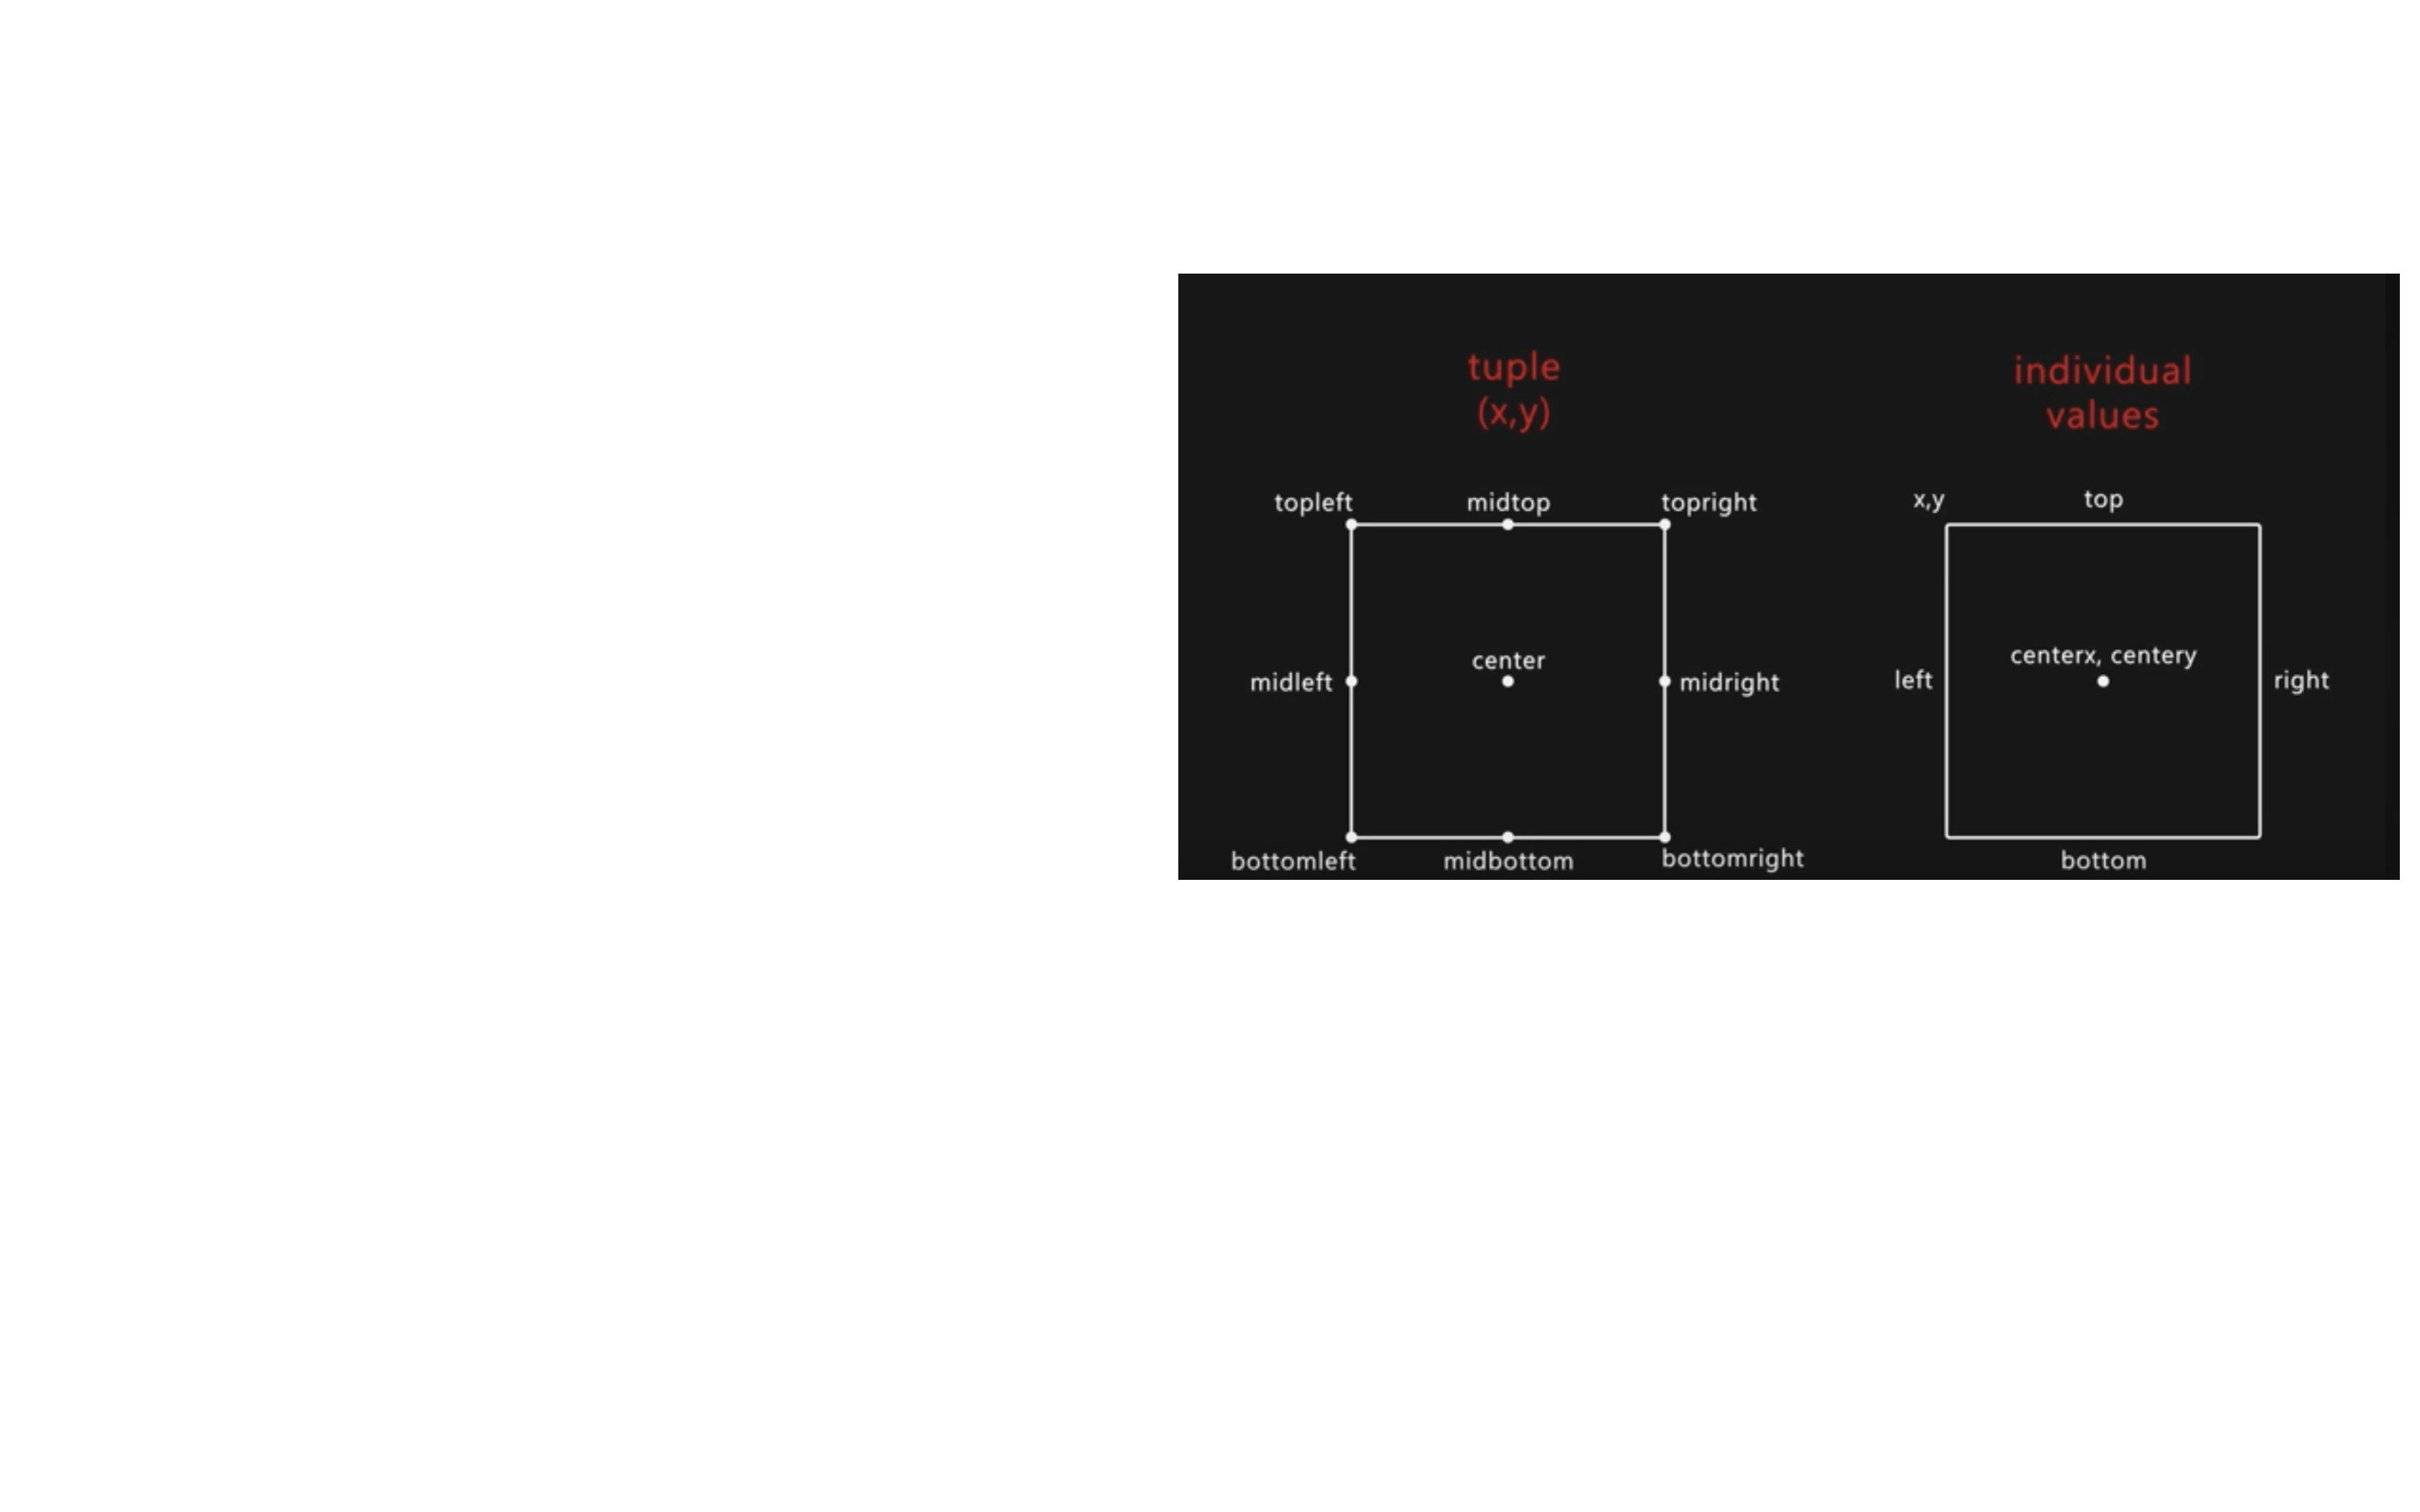 tuple
(x,y)
topleft midtop topright
midleft center midright
bottomleft midbottom bottomright
individual
values
x,y top
centerx, centery
left right
bottom